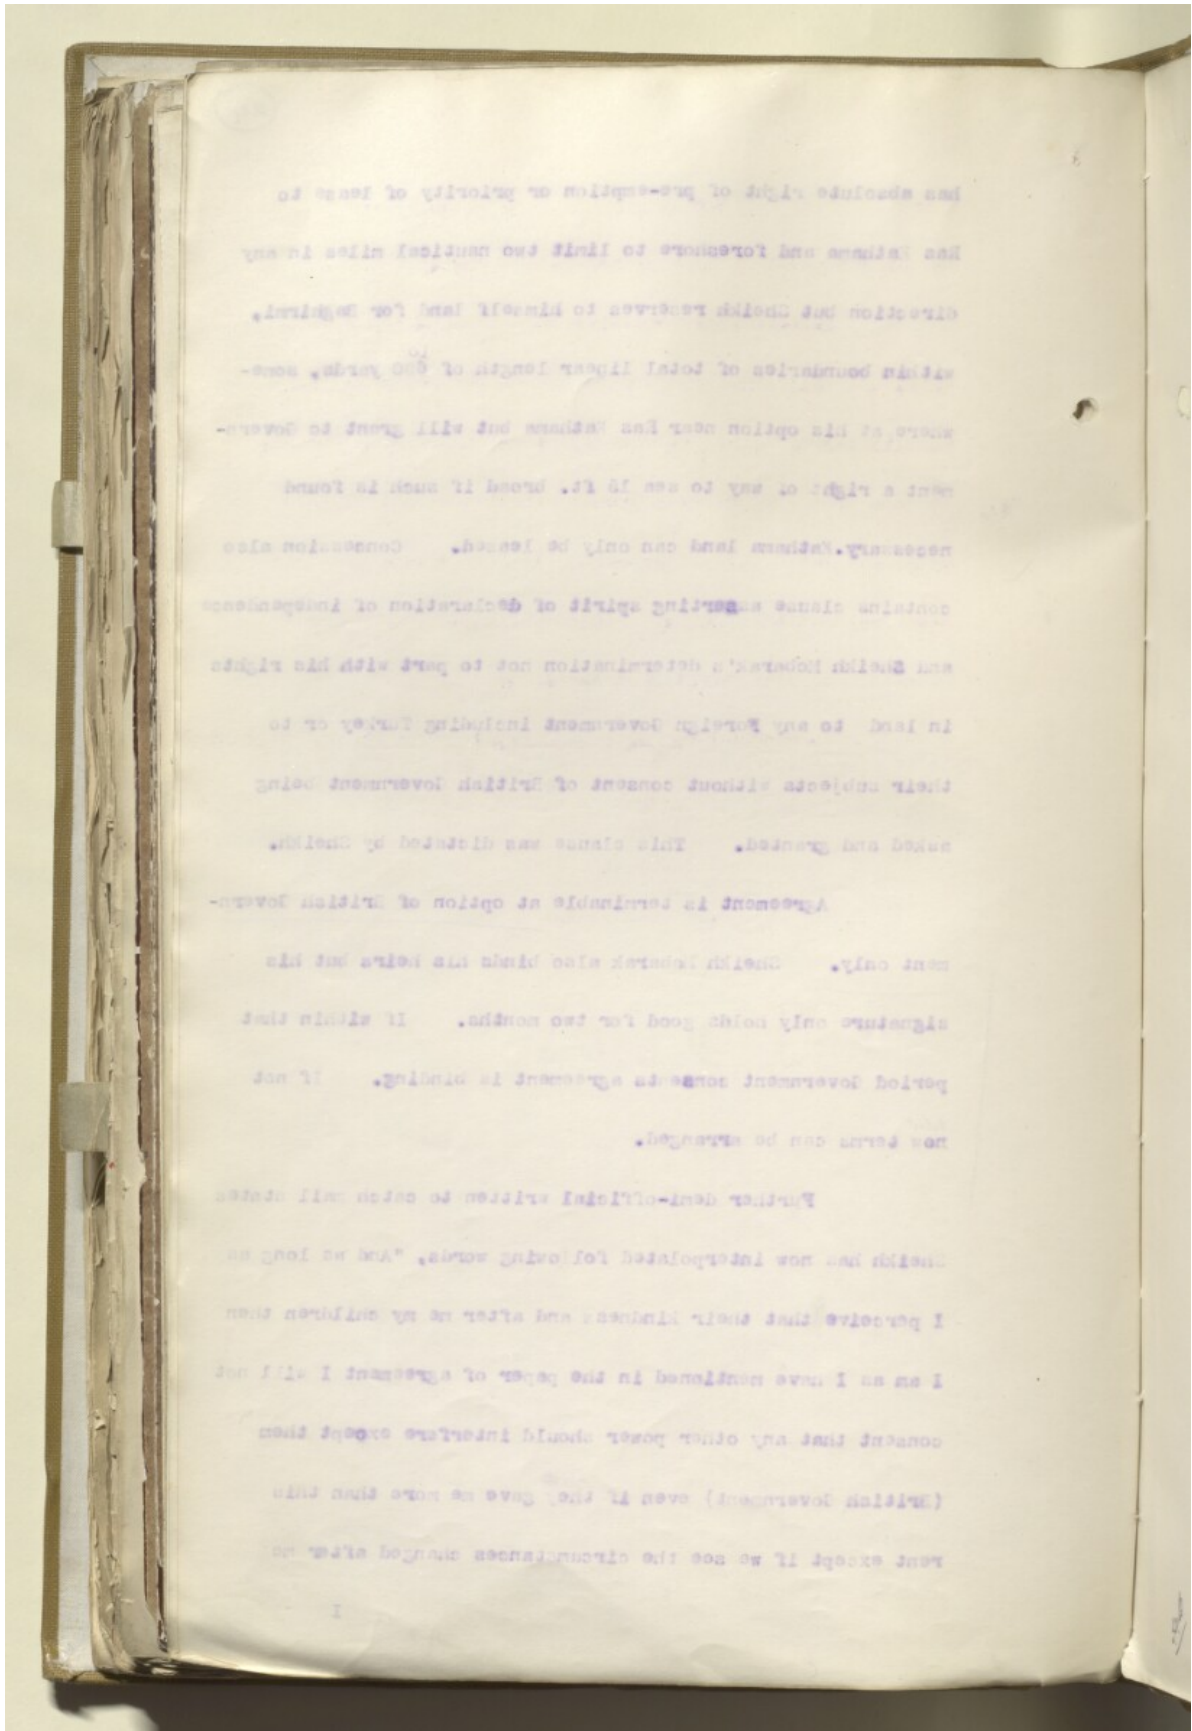 has absolute right of pre-emption or priority of lease to
Ras Kathama and foreshore to limit two nautical miles in any
direction but Sheikh reserves to himself land for
within boundaries of total linear length of yards, some-
where at his option near Ras Kathama but will grant to Govern-
ment a right of way to sea ft. broad if such is found
necessary. Kathama land can only be leased. Concession also
contains clause asserting spirit of declaration of independence
and Sheikh Mobarak's determination not to part with his rights
in land to any Foreign Government including Turkey or to
their subjects without consent of British Government being
asked and granted. This clause was dictated by Sheikh.
Agreement is terminable at option of British Govern-
ment only. Sheikh Mobarak also binds his heirs but his
signature only holds good for two months. If within that
period Government consents agreement is binding. If not
new terms can be arranged.
Further demi-official written to catch mail states
Sheikh has now interpolated following words, "And as long as
I perceive that their kindness and after me my children then
I am as I have mentioned in the paper of agreement I will not
consent that any other power should interfere except them
(British Government) even if they gave me more than this
rent except if we see the circumstances changed after me
I